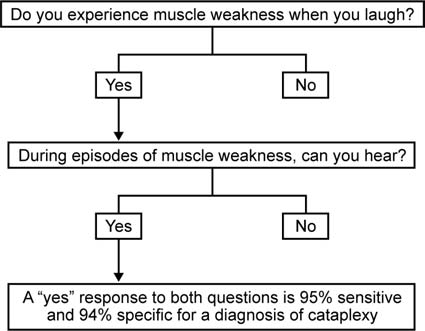 Do you experience muscle weakness when you laugh?
Yes
No
During episodes of muscle weakness, can you hear?
Yes
No
A “yes” response to both questions is 95% sensitive
and 94% specific for a diagnosis of cataplexy